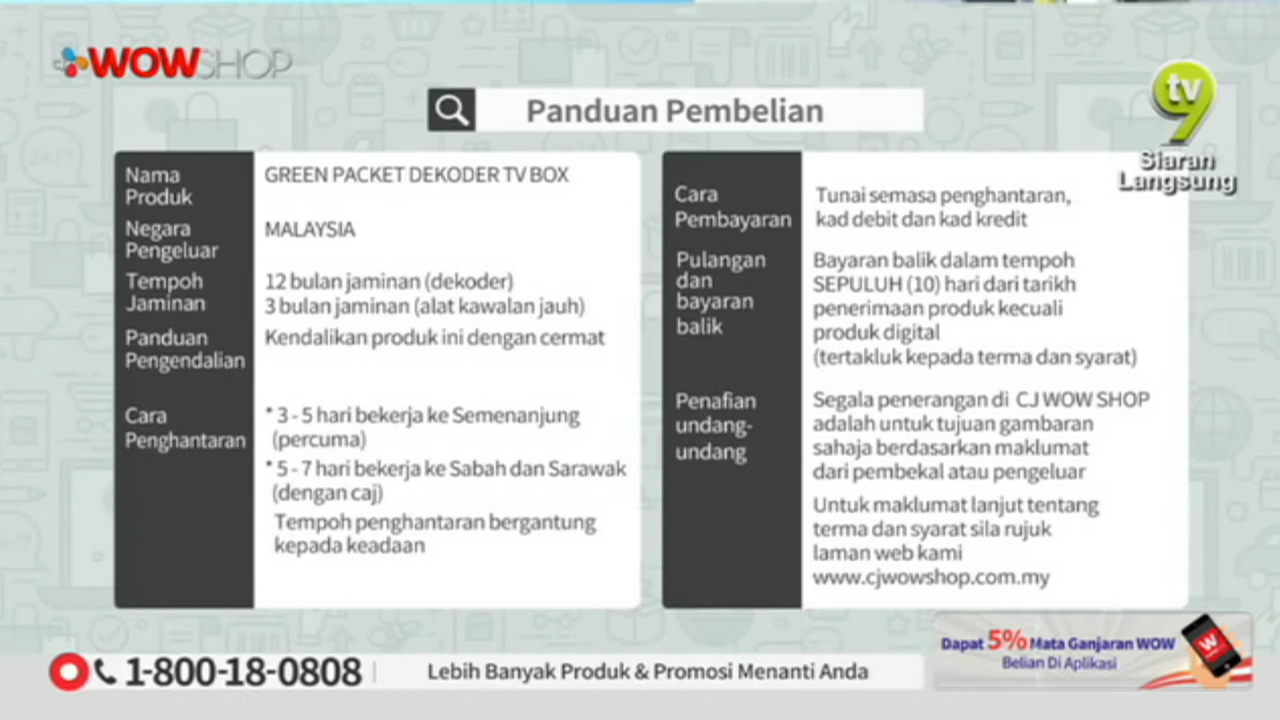 WOWSHOP
Panduan Pembelian
tv
9
Siaran
Langsung
Nama
Produk
GREEN PACKET DEKODER TV BOX
Negara
Pengeluar
MALAYSIA
Tempoh
Jaminan
12 bulan jaminan (dekoder)
3 bulan jaminan (alat kawalan jauh)
Panduan
Pengendalian
Kendalikan produk ini dengan cermat
Cara
Penghantaran
* 3 - 5 hari bekerja ke Semenanjung
(percuma)
* 5 - 7 hari bekerja ke Sabah dan Sarawak
(dengan caj)
Tempoh penghantaran bergantung
kepada keadaan
Cara
Pembayaran
Tunai semasa penghantaran,
kad debit dan kad kredit
Pulangan
dan
bayaran
balik
Bayaran balik dalam tempoh
SEPULUH (10) hari dari tarikh
penerimaan produk kecuali
produk digital
(tertakluk kepada terma dan syarat)
Penafian
undang-
undang
Segala penerangan di CJ WOW SHOP
adalah untuk tujuan gambaran
sahaja berdasarkan maklumat
dari pembekal atau pengeluar
Untuk maklumat lanjut tentang
terma dan syarat sila rujuk
laman web kami
www.cjwowshop.com.my
1-800-18-0808
Lebih Banyak Produk & Promosi Menanti Anda
Dapat 5% Mata Ganjaran WOW
Belian Di Aplikasi
W